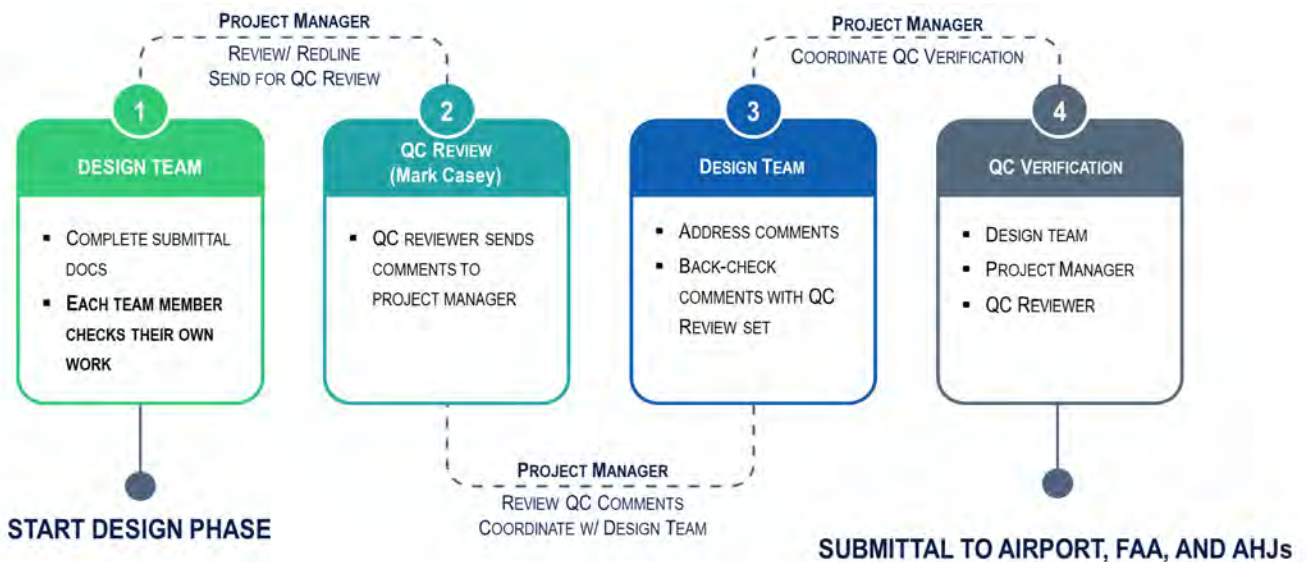 PROJECT MANAGER
REVIEW/ REDLINE
SEND FOR QC REVIEW
PROJECT MANAGER
COORDINATE QC VERIFICATION
1
DESIGN TEAM
▪ COMPLETE SUBMITTAL
DOCS
▪ EACH TEAM MEMBER
CHECKS THEIR OWN
WORK
2
QC REVIEW
(Mark Casey)
▪ QC REVIEWER SENDS
COMMENTS TO
PROJECT MANAGER
3
DESIGN TEAM
▪ ADDRESS COMMENTS
▪ BACK-CHECK
COMMENTS WITH QC
REVIEW SET
4
QC VERIFICATION
▪ DESIGN TEAM
▪ PROJECT MANAGER
▪ QC REVIEWER
PROJECT MANAGER
REVIEW QC COMMENTS
COORDINATE W/ DESIGN TEAM
START DESIGN PHASE
SUBMITTAL TO AIRPORT, FAA, AND AHJs